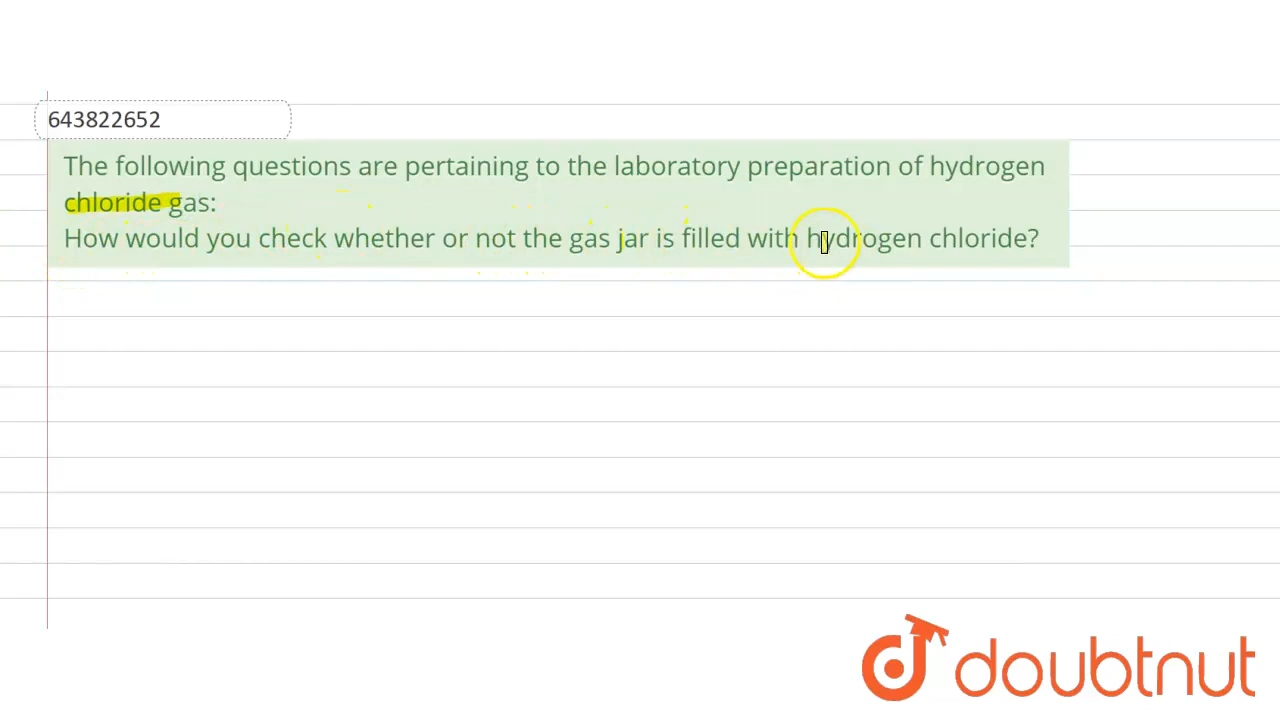 643822652
The following questions are pertaining to the laboratory preparation of hydrogen
chloride gas:
How would you check whether or not the gas jar is filled with hydrogen chloride?
doubtnut